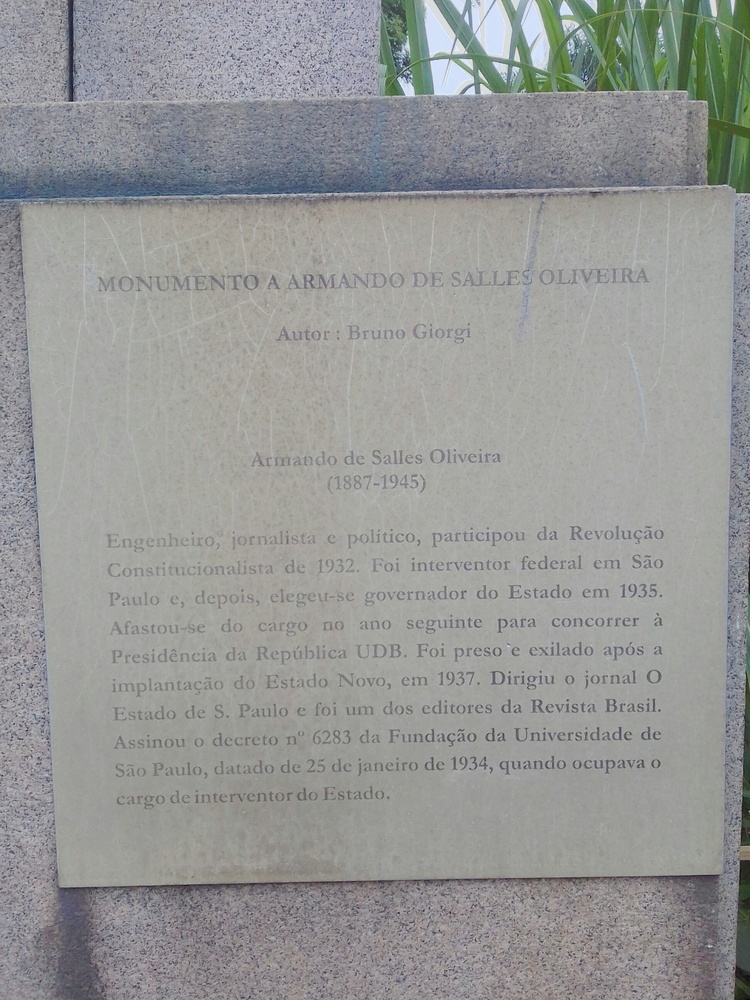 MONUMENTO A ARMANDO DE SALLES OLIVEIRA
Autor : Bruno Giorgi
Armando de Salles Oliveira
(1887-1945)
Engenheiro, jornalista e político, participou da Revolução
Constitucionalista de 1932. Foi interventor federal em São
Paulo e, depois, elegeu-se governador do Estado em 1935.
Afastou-se do cargo no ano seguinte para concorrer à
Presidência da República UDB. Foi preso e exilado após a
implantação do Estado Novo, em 1937. Dirigiu o jornal O
Estado de S. Paulo e foi um dos editores da Revista Brasil.
Assinou o decreto nº 6283 da Fundação da Universidade de
São Paulo, datado de 25 de janeiro de 1934, quando ocupava o
cargo de interventor do Estado.